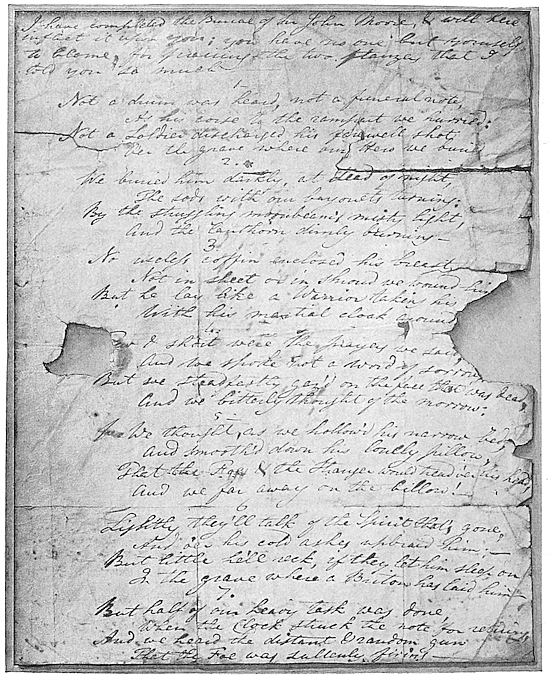 I have completed the Burial of Sir John Moore, & will here
inflict it upon you; you have no one but yourself
to blame, for praising the two stanzas that I
told you so much —
1
Not a drum was heard, not a funeral note,
As his corse to the rampart we hurried;
Not a soldier discharged his farewell shot
O'er the grave where our Hero we buried
2.
We buried him darkly, at dead of night,
The sods with our bayonets turning,
By the struggling moonbeam's misty light,
And the lanthorn dimly burning —
3
No useless coffin enclosed his breast,
Not in sheet or in shroud we wound him
But he lay like a Warrior taking his
With his martial cloak around
Few & short were the prayers we said
And we spoke not a word of sorrow
But we steadfastly gaz'd on the face that was dead,
And we bitterly thought of the morrow.
5
We thought, as we hollow'd his narrow bed,
And smooth'd down his lonely pillow,
That the Foe & the Stranger would tread o'er his head,
And we far away on the billow!
Lightly they'll talk of the Spirit that's gone,
And o'er his cold ashes upbraid him; —
But little he'll reck, if they let him sleep on
In the grave where a Briton has laid him —
7.
But half of our heavy task was done
When the Clock struck the note for retiring
And we heard the distant & random gun
That the Foe was sullenly firing —